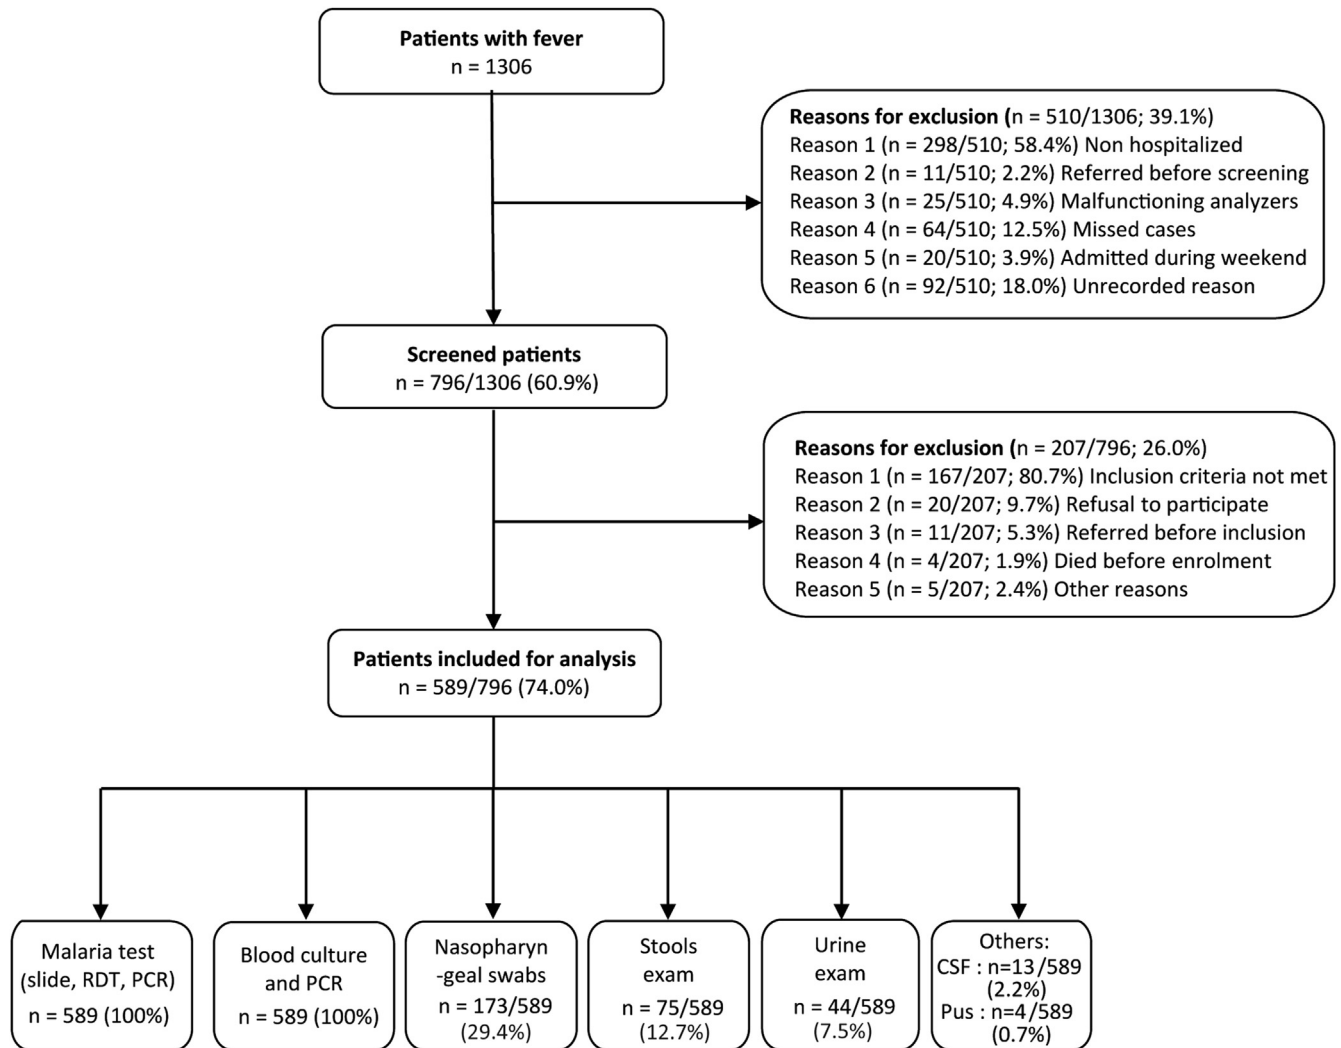 Patients with fever
n = 1306
Reasons for exclusion (n = 510/1306; 39.1%)
Reason 1 (n = 298/510; 58.4%) Non hospitalized
Reason 2 (n = 11/510; 2.2%) Referred before screening
Reason 3 (n = 25/510; 4.9%) Malfunctioning analyzers
Reason 4 (n = 64/510; 12.5%) Missed cases
Reason 5 (n = 20/510; 3.9%) Admitted during weekend
Reason 6 (n = 92/510; 18.0%) Unrecorded reason
Screened patients
n = 796/1306 (60.9%)
Reasons for exclusion (n = 207/796; 26.0%)
Reason 1 (n = 167/207; 80.7%) Inclusion criteria not met
Reason 2 (n = 20/207; 9.7%) Refusal to participate
Reason 3 (n = 11/207; 5.3%) Referred before inclusion
Reason 4 (n = 4/207; 1.9%) Died before enrolment
Reason 5 (n = 5/207; 2.4%) Other reasons
Patients included for analysis
n = 589/796 (74.0%)
Malaria test
(slide, RDT, PCR)
n = 589 (100%)
Blood culture
and PCR
n = 589 (100%)
Nasopharyn
-geal swabs
n = 173/589
(29.4%)
Stools
exam
n = 75/589
(12.7%)
Urine
exam
n = 44/589
(7.5%)
Others:
CSF : n=13/589
(2.2%)
Pus : n=4/589
(0.7%)